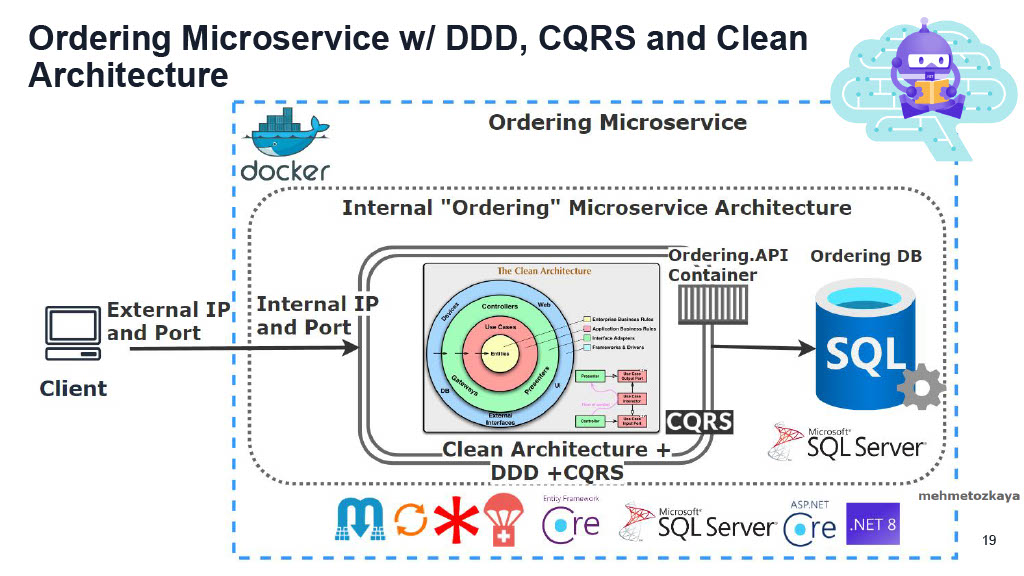 Ordering Microservice w/ DDD, CQRS and Clean
Architecture
.NET
docker
Ordering Microservice
Internal "Ordering" Microservice Architecture
Ordering.API
Container
Ordering DB
The Clean Architecture
Devices
Web
Controllers
Use Cases
Entities
Gateways
Presenters
DB
UI
External
Interfaces
Enterprise Business Rules
Application Business Rules
Interface Adapters
Frameworks & Drivers
Presenter
Use Case
Output Port
Use Case
Interactor
Flow of control
Controller
Use Case
Input Port
External IP
and Port
Internal IP
and Port
Client
SQL
CQRS
Clean Architecture +
DDD +CQRS
Microsoft®
SQL Server®
mehmetozkaya
Entity Framework
Core
Microsoft®
SQL Server®
ASP.NET
Core
.NET 8
19